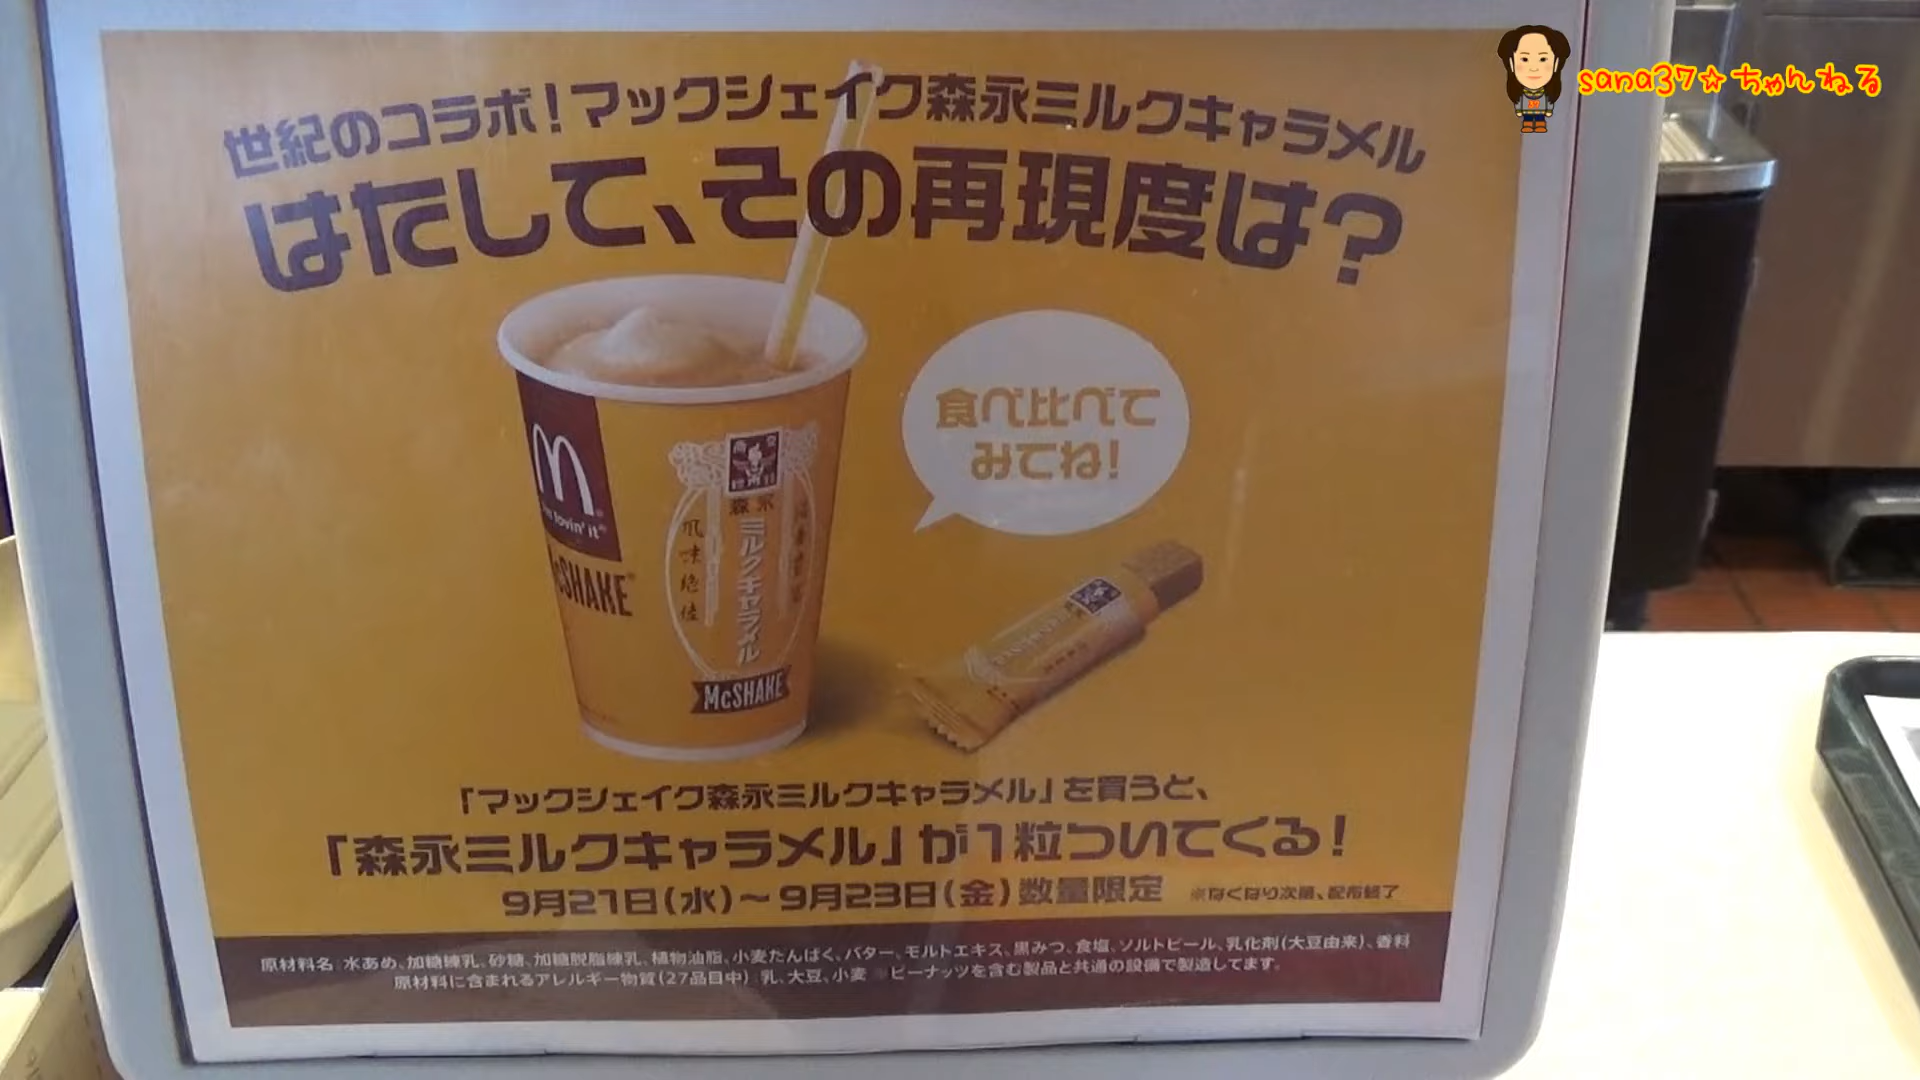 sana37☆ちゃんねる
世紀のコラボ!マックシェイク森永ミルクキャラメル
はたして、その再現度は?
食べ比べて
みてね!
i'm lovin' it
McSHAKE
森永
ミルクキャラメル
風味絶佳
McSHAKE
「マックシェイク森永ミルクキャラメル」を買うと、
「森永ミルクキャラメル」が1粒ついてくる!
9月21日(水)～9月23日(金)数量限定 ※なくなり次第、配布終了
原材料名 水あめ、加糖練乳、砂糖、加糖脱脂練乳、植物油脂、小麦たんぱく、バター、モルトエキス、黒みつ、食塩、ソルトピール、乳化剤(大豆由来)、香料
原材料に含まれるアレルギー物質(27品目中) 乳、大豆、小麦 ※ピーナッツを含む製品と共通の設備で製造してます。